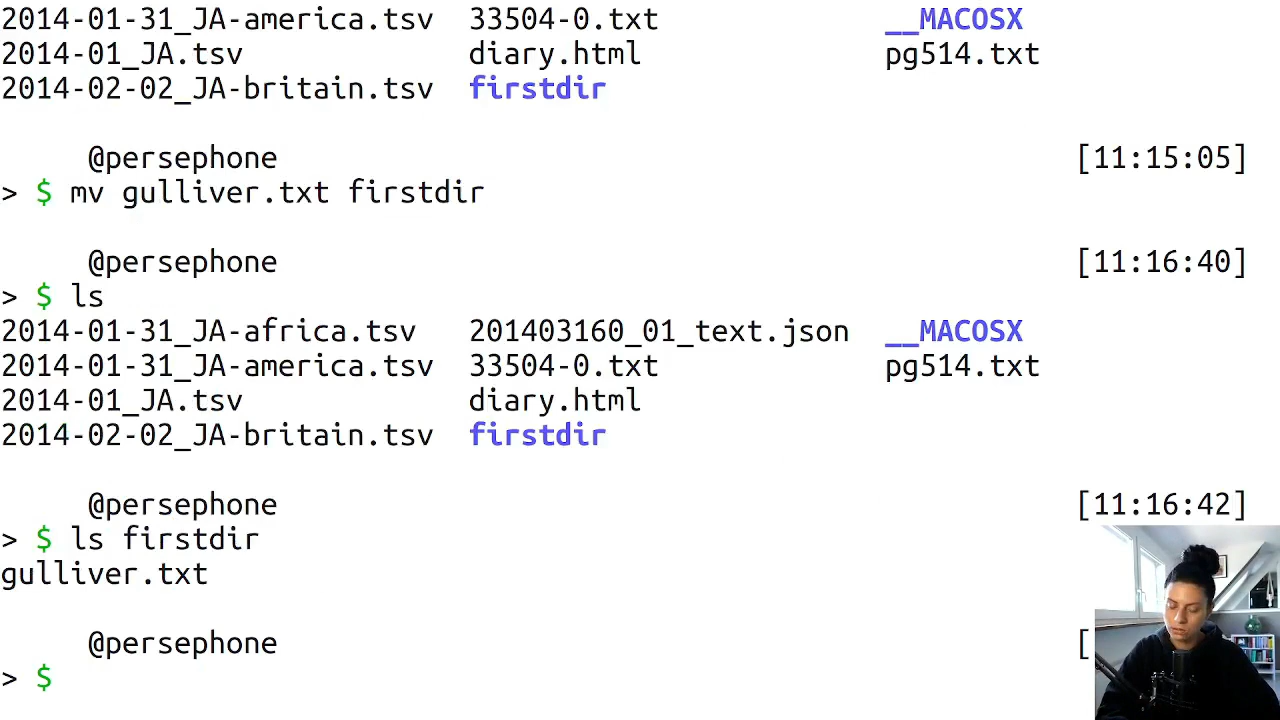 2014-01-31_JA-america.tsv 33504-0.txt __MACOSX
2014-01_JA.tsv diary.html pg514.txt
2014-02-02_JA-britain.tsv firstdir
@persephone [11:15:05]
> $ mv gulliver.txt firstdir
@persephone [11:16:40]
> $ ls
2014-01-31_JA-africa.tsv 201403160_01_text.json __MACOSX
2014-01-31_JA-america.tsv 33504-0.txt pg514.txt
2014-01_JA.tsv diary.html
2014-02-02_JA-britain.tsv firstdir
@persephone [11:16:42]
> $ ls firstdir
gulliver.txt
@persephone [
> $